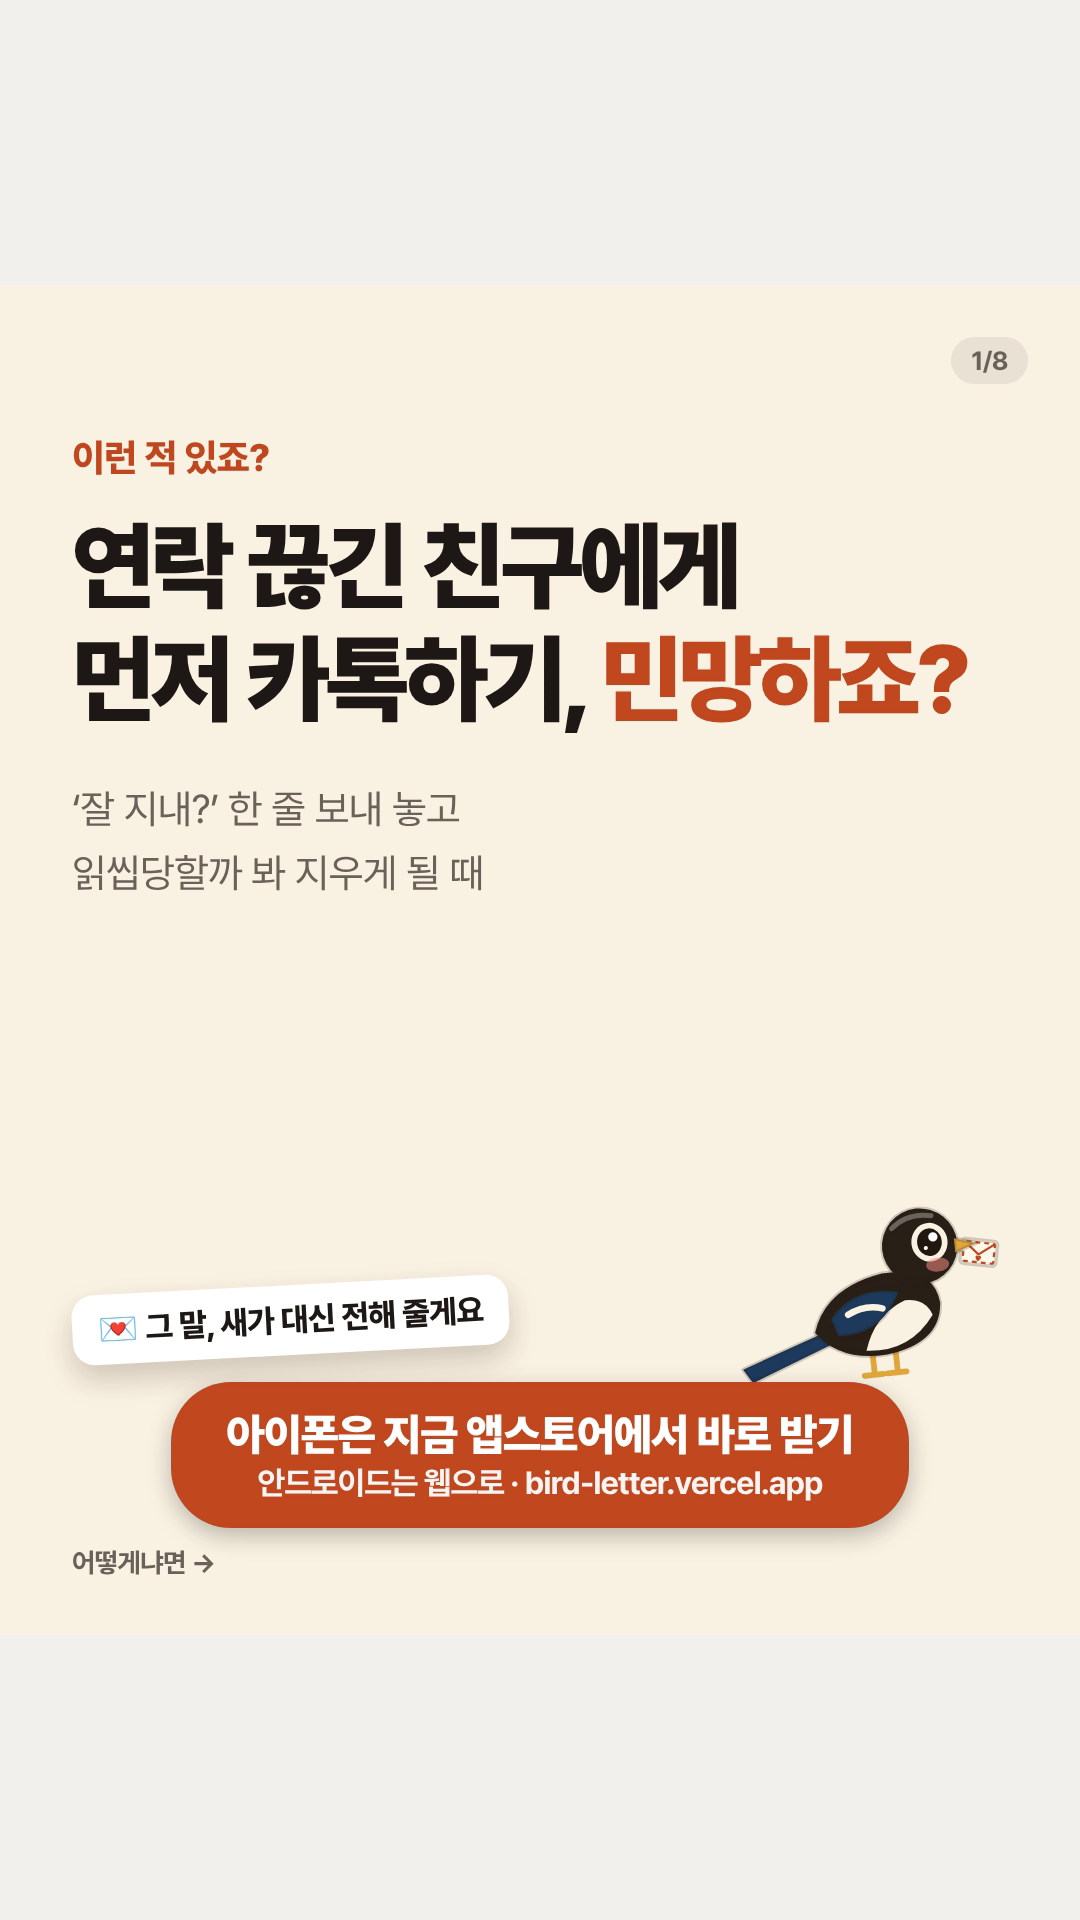 1/8
이런 적 있죠?
연락 끊긴 친구에게
먼저 카톡하기, 민망하죠?
‘잘 지내?’ 한 줄 보내 놓고
읽씹당할까 봐 지우게 될 때
💌 그 말, 새가 대신 전해 줄게요
아이폰은 지금 앱스토어에서 바로 받기
안드로이드는 웹으로 · bird-letter.vercel.app
어떻게냐면 →